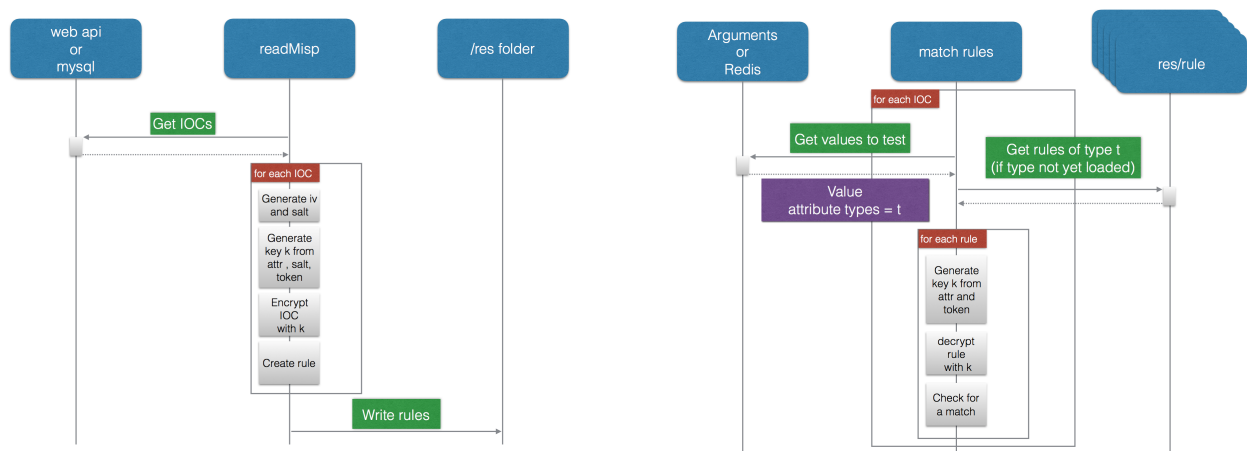 web api
or
mysql
readMisp
/res folder
Get IOCs
for each IOC
Generate iv
and salt
Generate
key k from
attr , salt,
token
Encrypt
IOC
with k
Create rule
Write rules
Arguments
or
Redis
match rules
res/rule
for each IOC
Get values to test
Get rules of type t
(if type not yet loaded)
Value
attribute types = t
for each rule
Generate
key k from
attr and
token
decrypt
rule
with k
Check for
a match